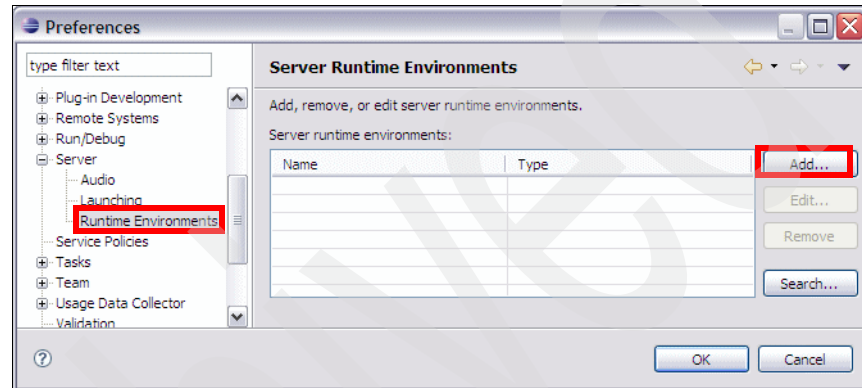 Preferences
type filter text
Plug-in Development
Remote Systems
Run/Debug
Server
Audio
Launching
Runtime Environments
Service Policies
Tasks
Team
Usage Data Collector
Validation
Server Runtime Environments
Add, remove, or edit server runtime environments.
Server runtime environments:
Name Type
Add...
Edit...
Remove
Search...
?
OK Cancel